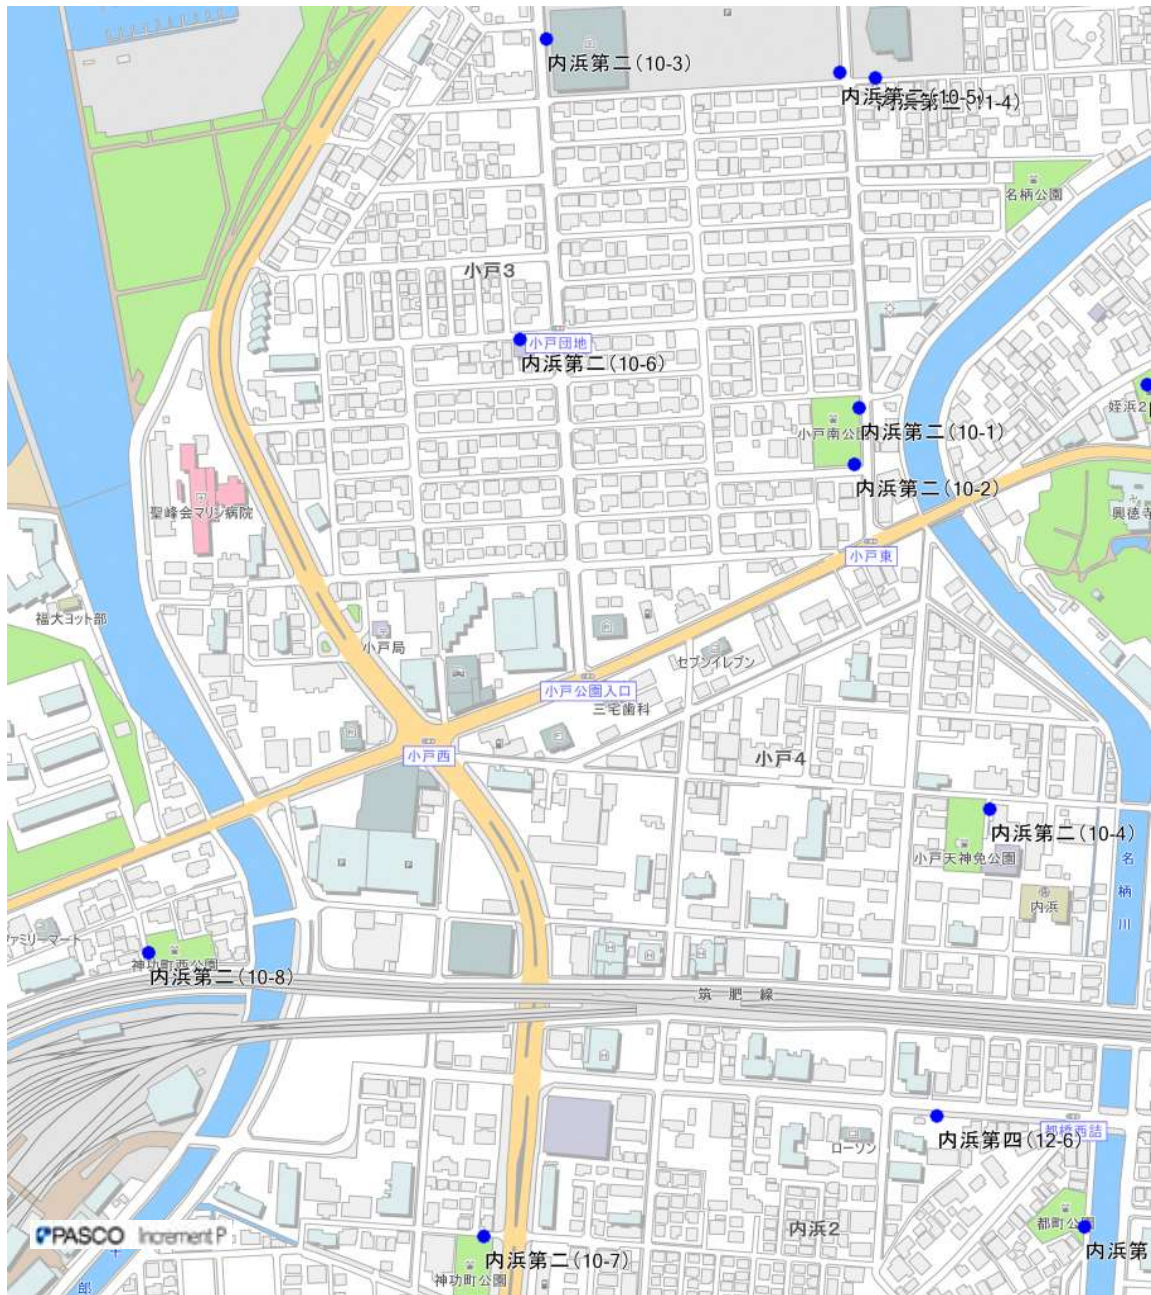 内浜第二(10-3)
内浜第二(10-5)
内浜第二(11-4)
名柄公園
小戸3
小戸団地
内浜第二(10-6)
姪浜2
小戸南公園
内浜第二(10-1)
内浜第二(10-2)
聖峰会マリン病院
興徳寺
小戸東
福大ヨット部
小戸局
セブンイレブン
小戸公園入口
三宅歯科
小戸西
小戸4
内浜第二(10-4)
小戸天神免公園
名柄川
内浜
ファミリーマート
神功町西公園
内浜第二(10-8)
筑肥線
都橋西詰
内浜第四(12-6)
ローソン
都町公園
内浜2
PASCO Increment P
内浜第
内浜第二(10-7)
神功町公園
郎